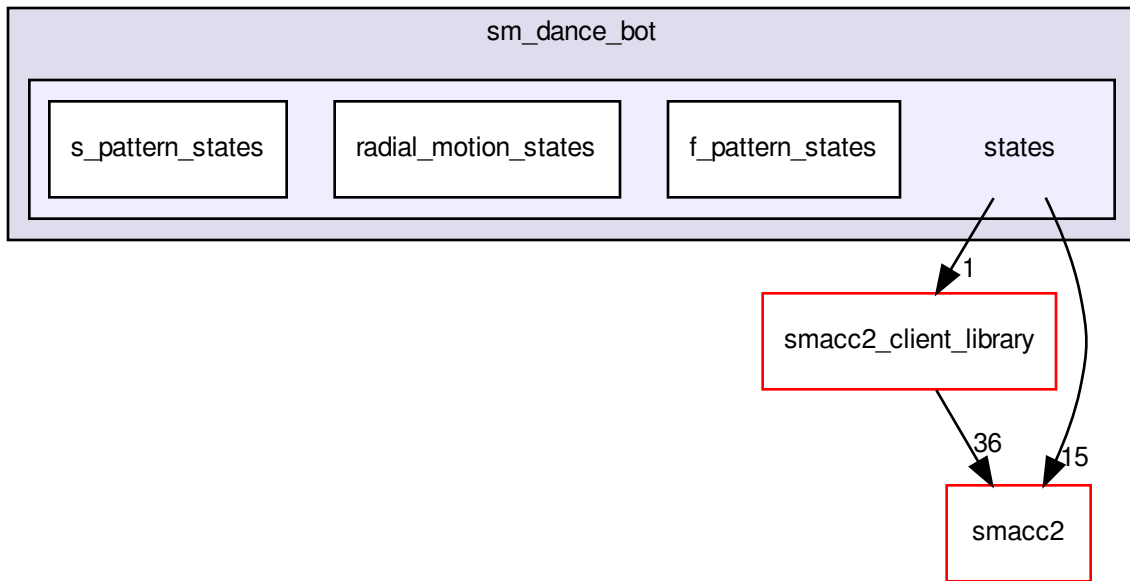 sm_dance_bot
s_pattern_states
radial_motion_states
f_pattern_states
states
1
smacc2_client_library
36
15
smacc2